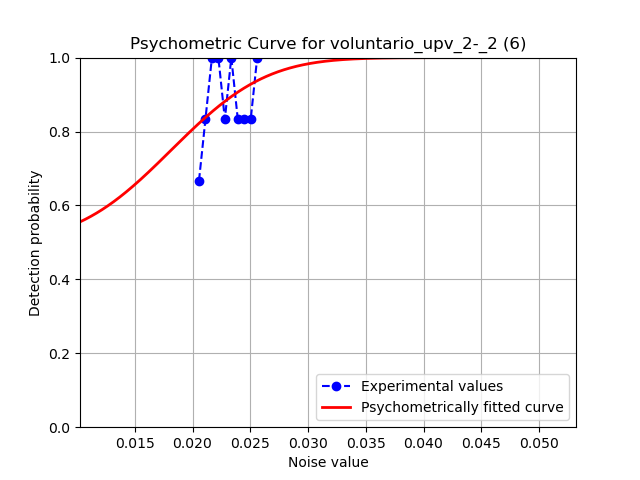 Psychometric Curve for voluntario_upv_2-_2 (6)
1.0
0.8
0.6
0.4
0.2
0.0
Detection probability
Experimental values
Psychometrically fitted curve
0.015 0.020 0.025 0.030 0.035 0.040 0.045 0.050
Noise value